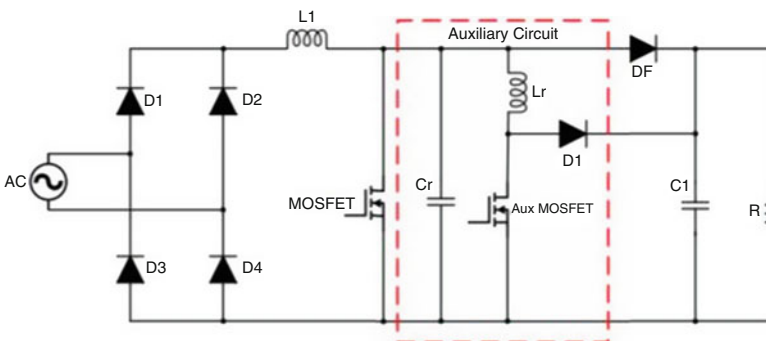 L1
Auxiliary Circuit
DF
D1
D2
Lr
D1
AC
MOSFET
Cr
Aux MOSFET
C1
R
D3
D4